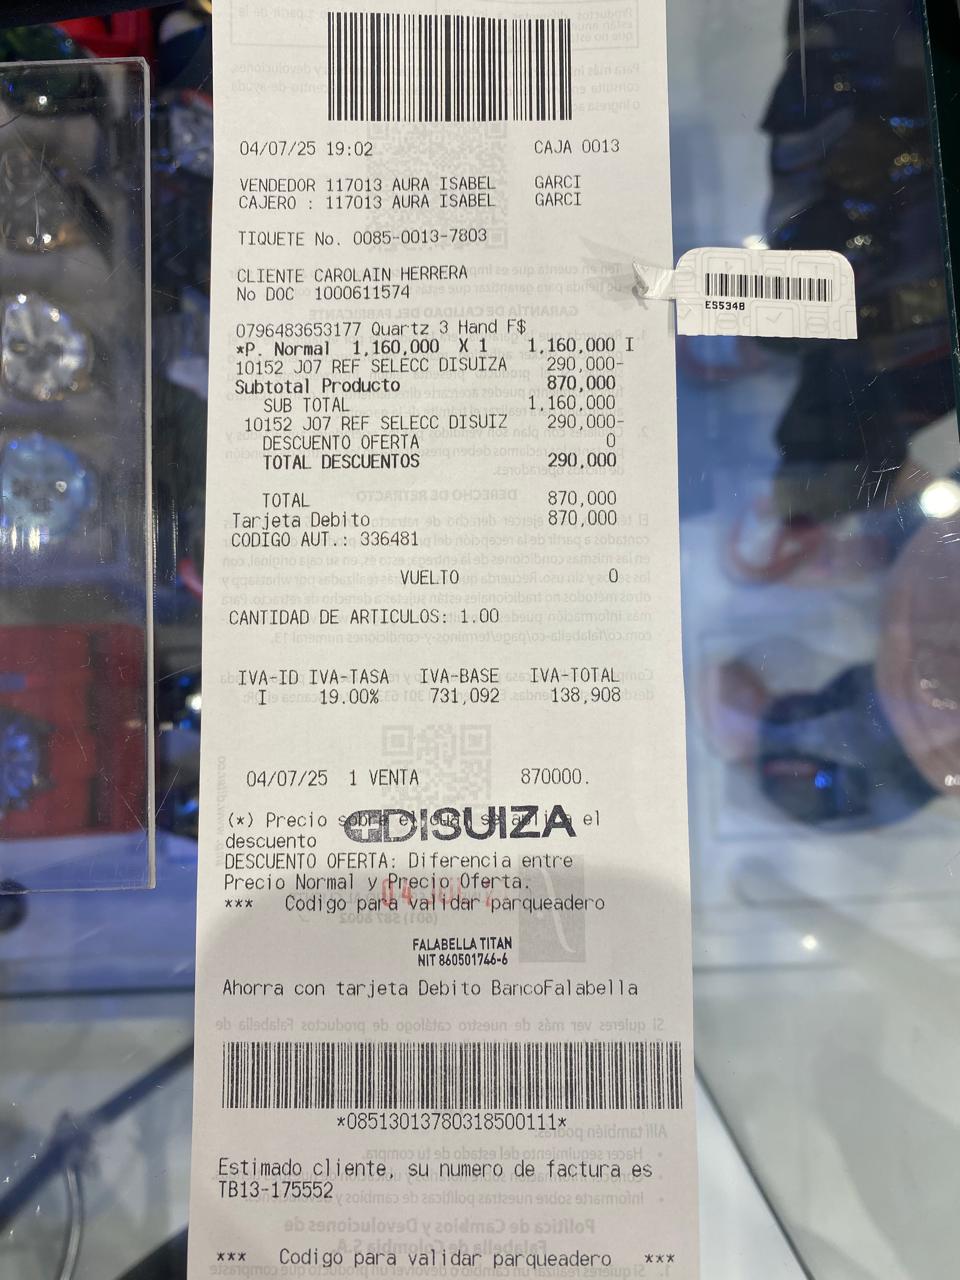 04/07/25 19:02 CAJA 0013
VENDEDOR 117013 AURA ISABEL GARCI
CAJERO : 117013 AURA ISABEL GARCI
TIQUETE No. 0085-0013-7803
CLIENTE CAROLAIN HERRERA
No DOC 1000611574
ES5348
0796483653177 Quartz 3 Hand F$
*P. Normal 1,160,000 X 1 1,160,000 I
10152 J07 REF SELECC DISUIZA 290,000-
Subtotal Producto 870,000
SUB TOTAL 1,160,000
10152 J07 REF SELECC DISUIZ 290,000-
DESCUENTO OFERTA 0
TOTAL DESCUENTOS 290,000
TOTAL 870,000
Tarjeta Debito 870,000
CODIGO AUT.: 336481
VUELTO 0
CANTIDAD DE ARTICULOS: 1.00
IVA-ID IVA-TASA IVA-BASE IVA-TOTAL
I 19.00% 731,092 138,908
04/07/25 1 VENTA 870000.
(*) Precio sobre el cual se aplica el
descuento
DISUIZA
DESCUENTO OFERTA: Diferencia entre
Precio Normal y Precio Oferta.
*** Codigo para validar parqueadero
FALABELLA TITAN
NIT 860501746-6
Ahorra con tarjeta Debito BancoFalabella
*08513013780318500111*
Estimado cliente, su numero de factura es
TB13-175552
*** Codigo para validar parqueadero ***